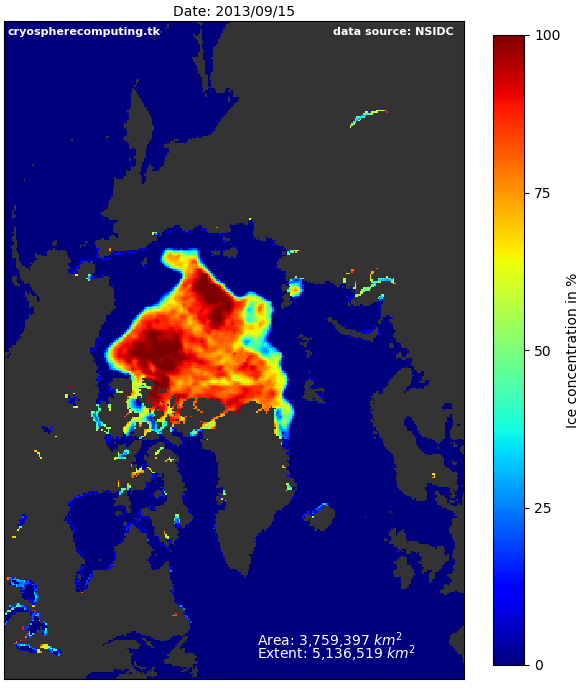 Date: 2013/09/15
cryospherecomputing.tk
data source: NSIDC
100
75
50
25
0
Ice concentration in %
Area: 3,759,397 km²
Extent: 5,136,519 km²